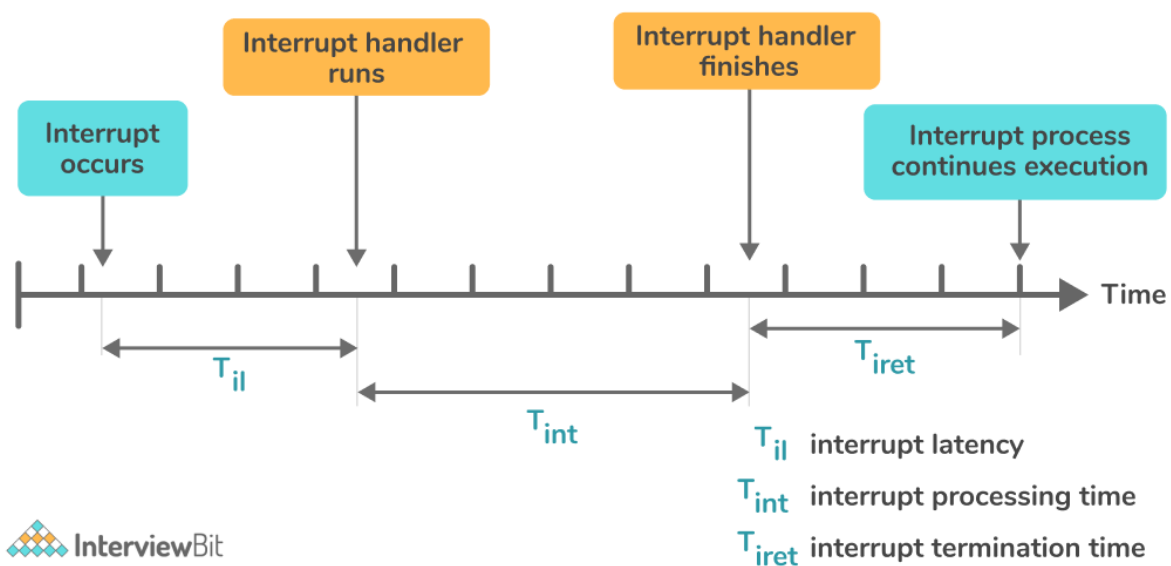 Interrupt handler
runs
Interrupt handler
finishes
Interrupt
occurs
Interrupt process
continues execution
Time
Til
Tint
Tiret
Til interrupt latency
Tint interrupt processing time
Tiret interrupt termination time
InterviewBit